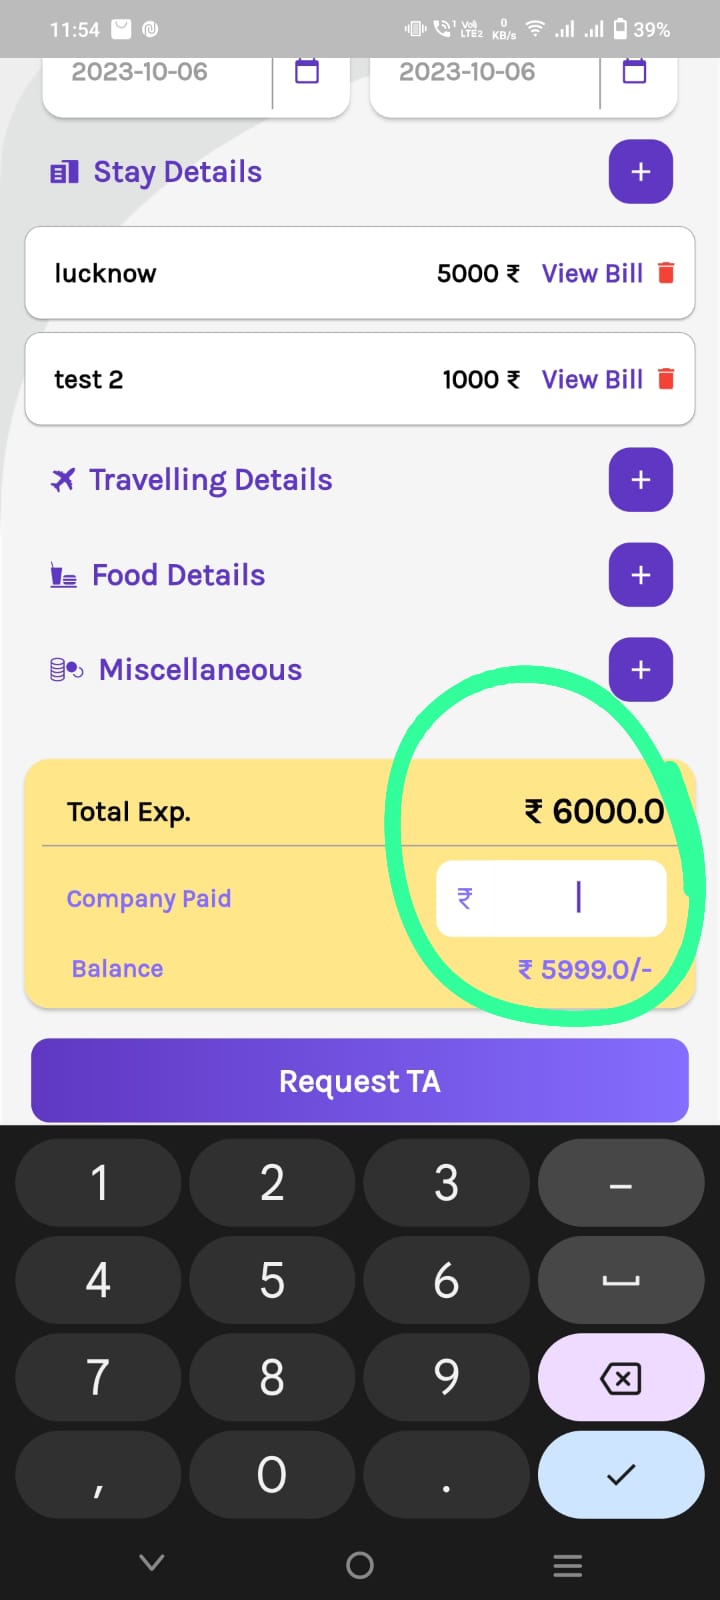 11:54 1 Vo) LTE2 0 KB/s 39%
2023-10-06 2023-10-06
Stay Details +
lucknow 5000 ₹ View Bill
test 2 1000 ₹ View Bill
Travelling Details +
Food Details +
Miscellaneous +
Total Exp. ₹ 6000.0
Company Paid ₹
Balance ₹ 5999.0/-
Request TA
1 2 3 –
4 5 6
7 8 9
, 0 .